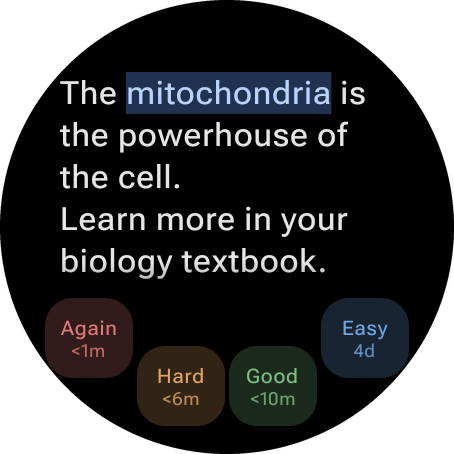 The mitochondria is
the powerhouse of
the cell.
Learn more in your
biology textbook.
Again
<1m
Hard
<6m
Good
<10m
Easy
4d